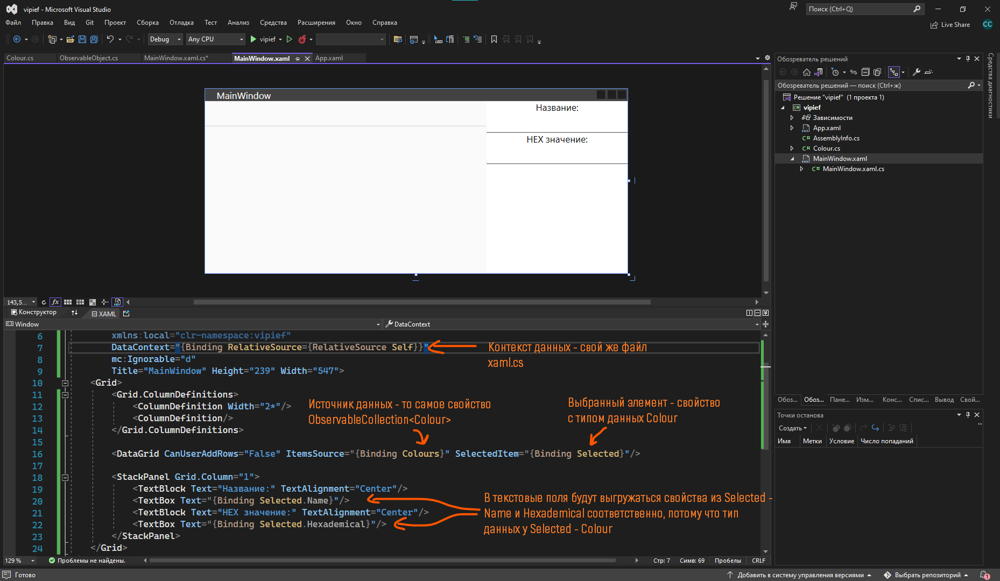 vipief - Microsoft Visual Studio
Поиск (Ctrl+Q)
Файл Правка Вид Git Проект Сборка Отладка Тест Анализ Средства Расширения Окно Справка
Live Share
CC
Debug Any CPU vipief
Colour.cs ObservableObject.cs MainWindow.xaml.cs* MainWindow.xaml App.xaml
MainWindow
Название:
HEX значение:
143,5...
fx
Конструктор XAML
Window DataContext
6 xmlns:local="clr-namespace:vipief"
7 DataContext="{Binding RelativeSource={RelativeSource Self}}"
8 mc:Ignorable="d"
9 Title="MainWindow" Height="239" Width="547">
10 <Grid>
11 <Grid.ColumnDefinitions>
12 <ColumnDefinition Width="2*"/>
13 <ColumnDefinition/>
14 </Grid.ColumnDefinitions>
15
16 <DataGrid CanUserAddRows="False" ItemsSource="{Binding Colours}" SelectedItem="{Binding Selected}"/>
17
18 <StackPanel Grid.Column="1">
19 <TextBlock Text="Название:" TextAlignment="Center"/>
20 <TextBox Text="{Binding Selected.Name}"/>
21 <TextBlock Text="HEX значение:" TextAlignment="Center"/>
22 <TextBox Text="{Binding Selected.Hexademical}"/>
23 </StackPanel>
24 </Grid>
Контекст данных - свой же файл
xaml.cs
Источник данных - то самое свойство
ObservableCollection<Colour>
Выбранный элемент - свойство
с типом данных Colour
В текстовые поля будут выгружаться свойства из Selected -
Name и Hexademical соответственно, потому что тип
данных у Selected - Colour
129 % Проблемы не найдены. Стр: 7 Симв: 69 Пробелы CRLF
Обозреватель решений
Обозреватель решений — поиск (Ctrl+ж)
Решение "vipief" (1 проекта 1)
C# vipief
Зависимости
App.xaml
C# AssemblyInfo.cs
C# Colour.cs
MainWindow.xaml
C# MainWindow.xaml.cs
Средства диагностики
Обоз... Обоз... Пане... Изм... Конс... Спис... Вывод Свой...
Точки останова
Создать
Имя Метки Условие Число попаданий
Готово
Добавить в систему управления версиями Выбрать репозиторий 1